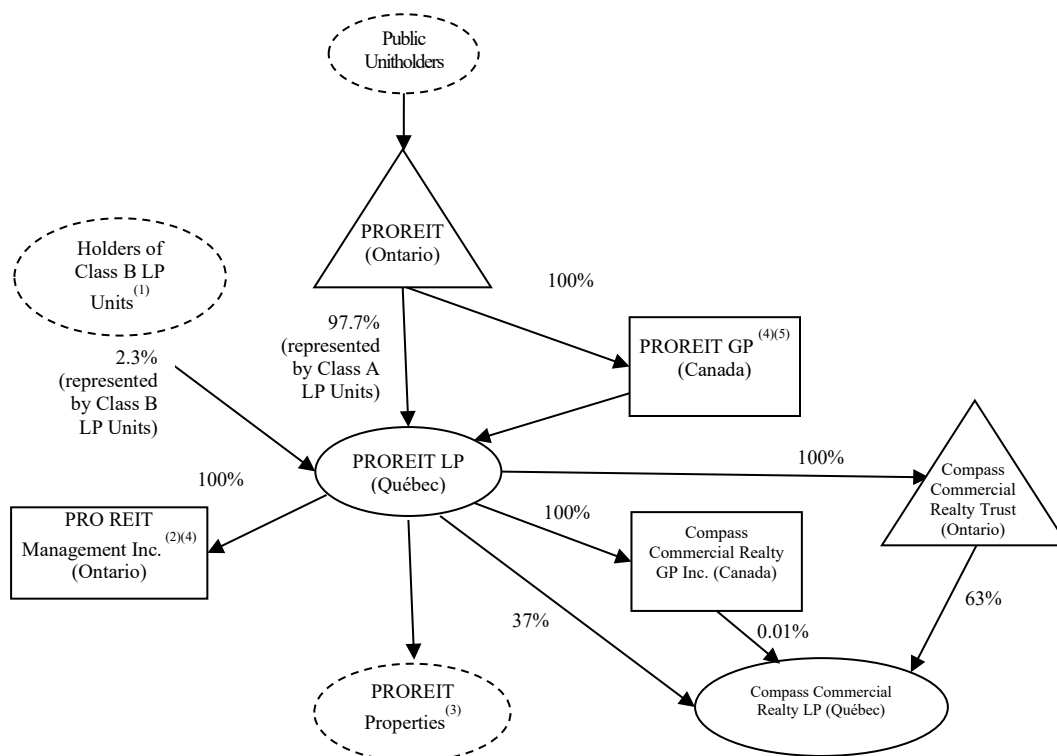 Public
Unitholders
PROREIT
(Ontario)
Holders of
Class B LP
Units(1)
100%
97.7%
(represented
by Class A
LP Units)
PROREIT GP (4)(5)
(Canada)
2.3%
(represented
by Class B
LP Units)
PROREIT LP
(Québec)
100%
Compass
Commercial
Realty Trust
(Ontario)
100%
PRO REIT
Management Inc. (2)(4)
(Ontario)
100%
Compass
Commercial Realty
GP Inc. (Canada)
37%
0.01%
63%
PROREIT
Properties(3)
Compass Commercial
Realty LP (Québec)